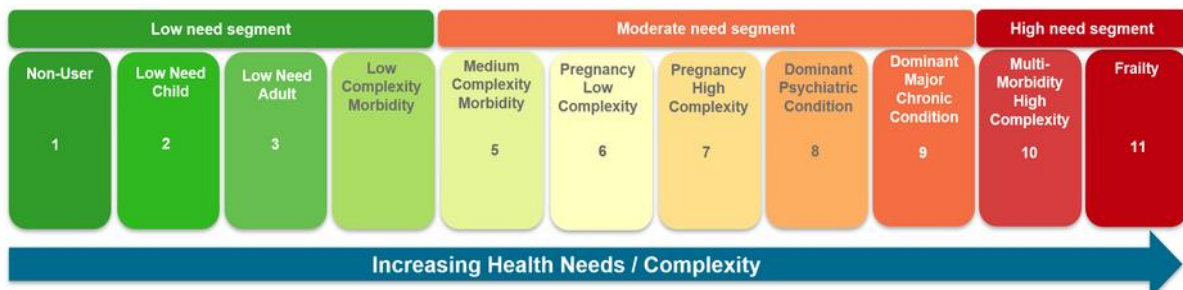 Low need segment
Moderate need segment
High need segment
Non-User
1
Low Need
Child
2
Low Need
Adult
3
Low
Complexity
Morbidity
Medium
Complexity
Morbidity
5
Pregnancy
Low
Complexity
6
Pregnancy
High
Complexity
7
Dominant
Psychiatric
Condition
8
Dominant
Major
Chronic
Condition
9
Multi-
Morbidity
High
Complexity
10
Frailty
11
Increasing Health Needs / Complexity